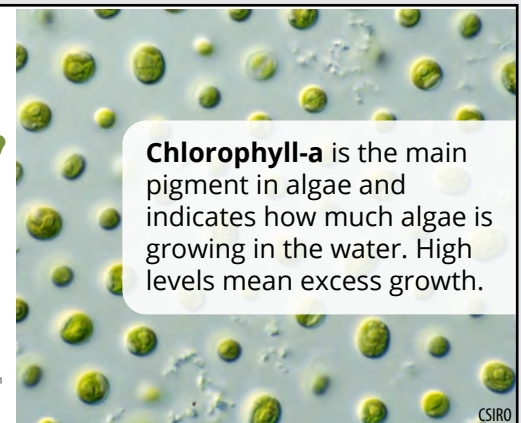 Chlorophyll-a is the main
pigment in algae and
indicates how much algae is
growing in the water. High
levels mean excess growth.
CSIRO